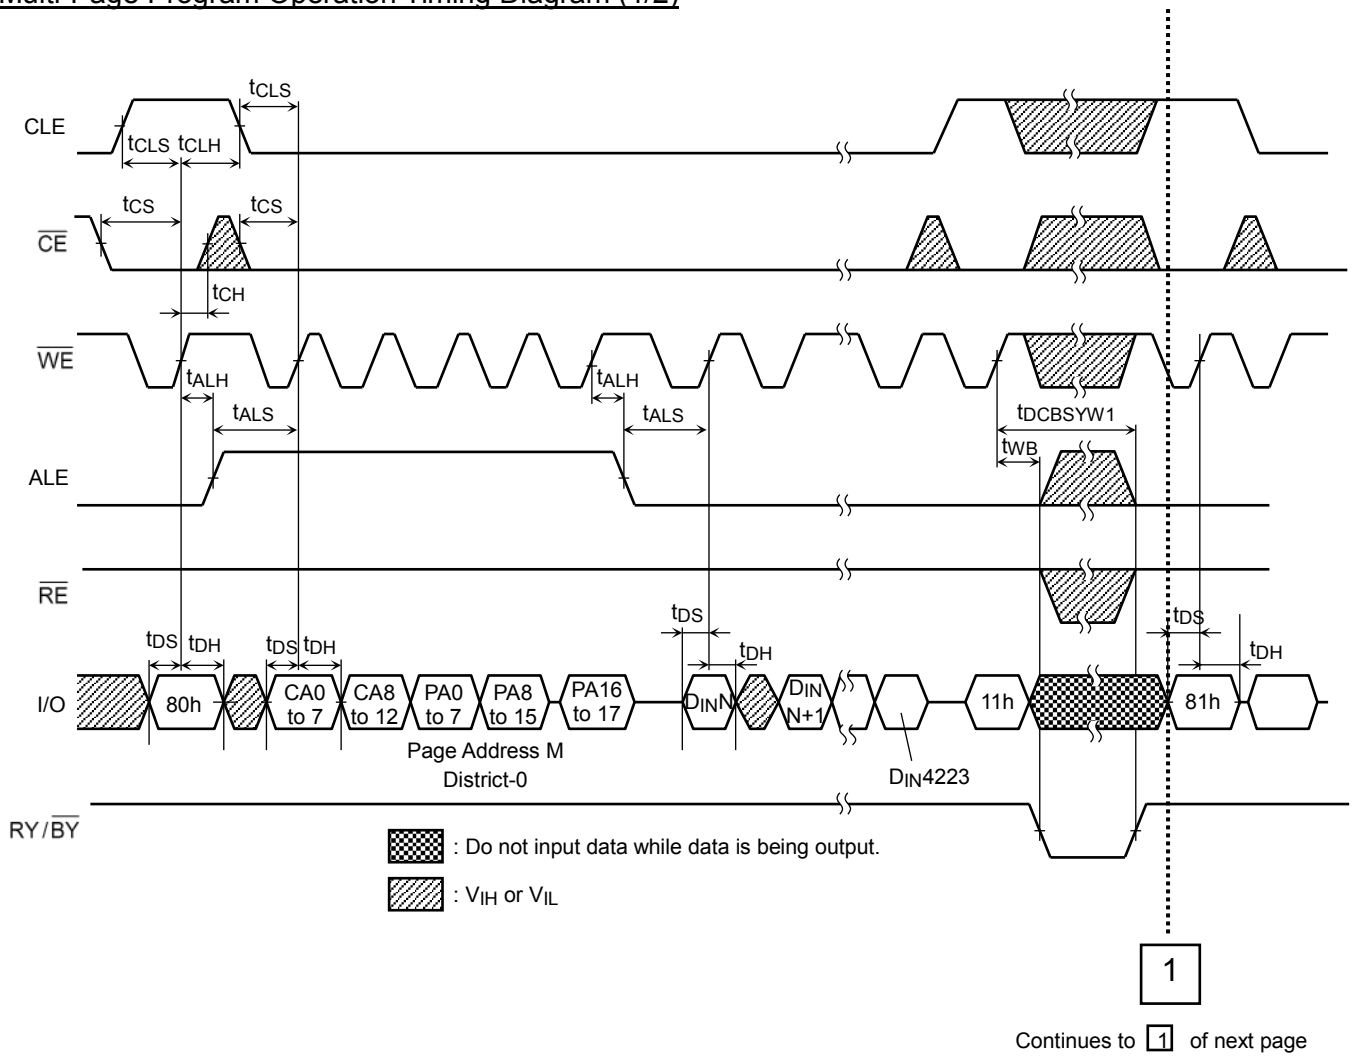 Multi-Page Program Operation Timing Diagram (1/2)
tCLS
CLE
tCLS tCLH
tCS tCS
CE
tCH
WE
tALH tALH
tALS tALS tDCBSYW1
tWB
ALE
RE
tDS tDH tDS tDH tDS tDH tDS tDH
I/O 80h CA0 to 7 CA8 to 12 PA0 to 7 PA8 to 15 PA16 to 17 DINN DIN N+1 11h 81h
Page Address M
District-0
DIN4223
RY/BY
: Do not input data while data is being output.
: VIH or VIL
1
Continues to 1 of next page